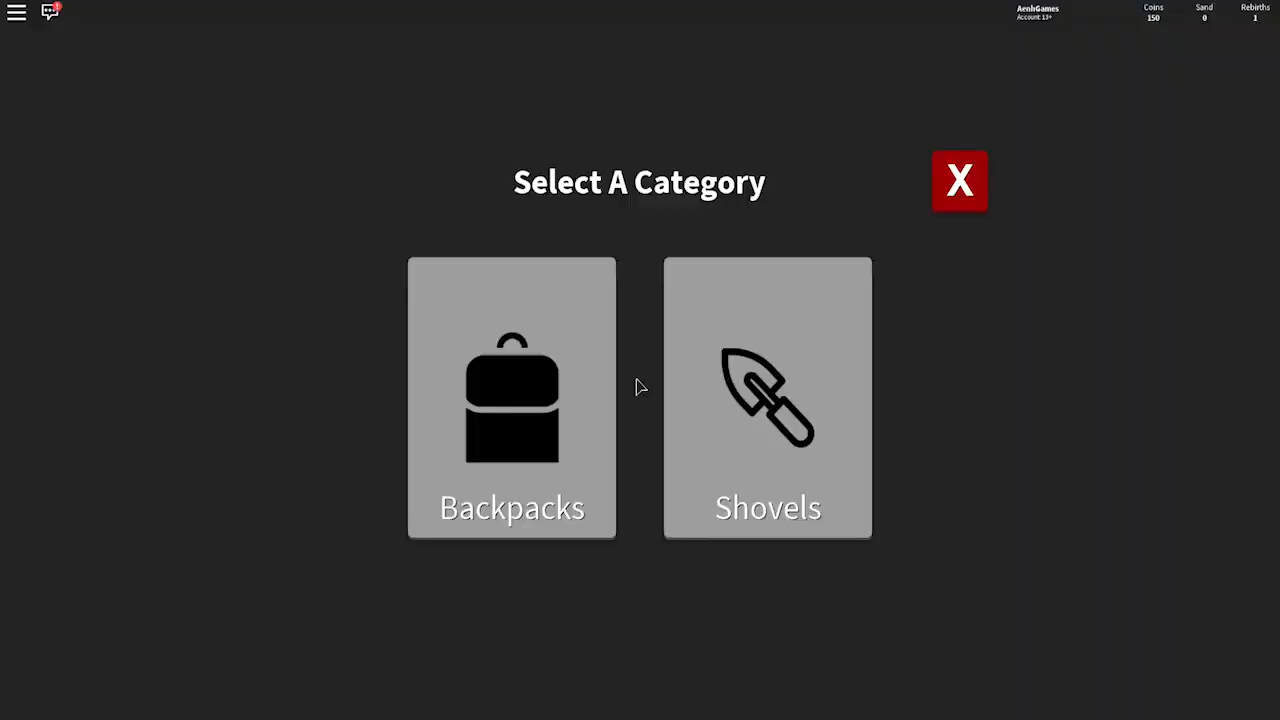 AenhGames
Account: 13+
Coins
150
Sand
0
Rebirths
1
Select A Category
X
Backpacks
Shovels